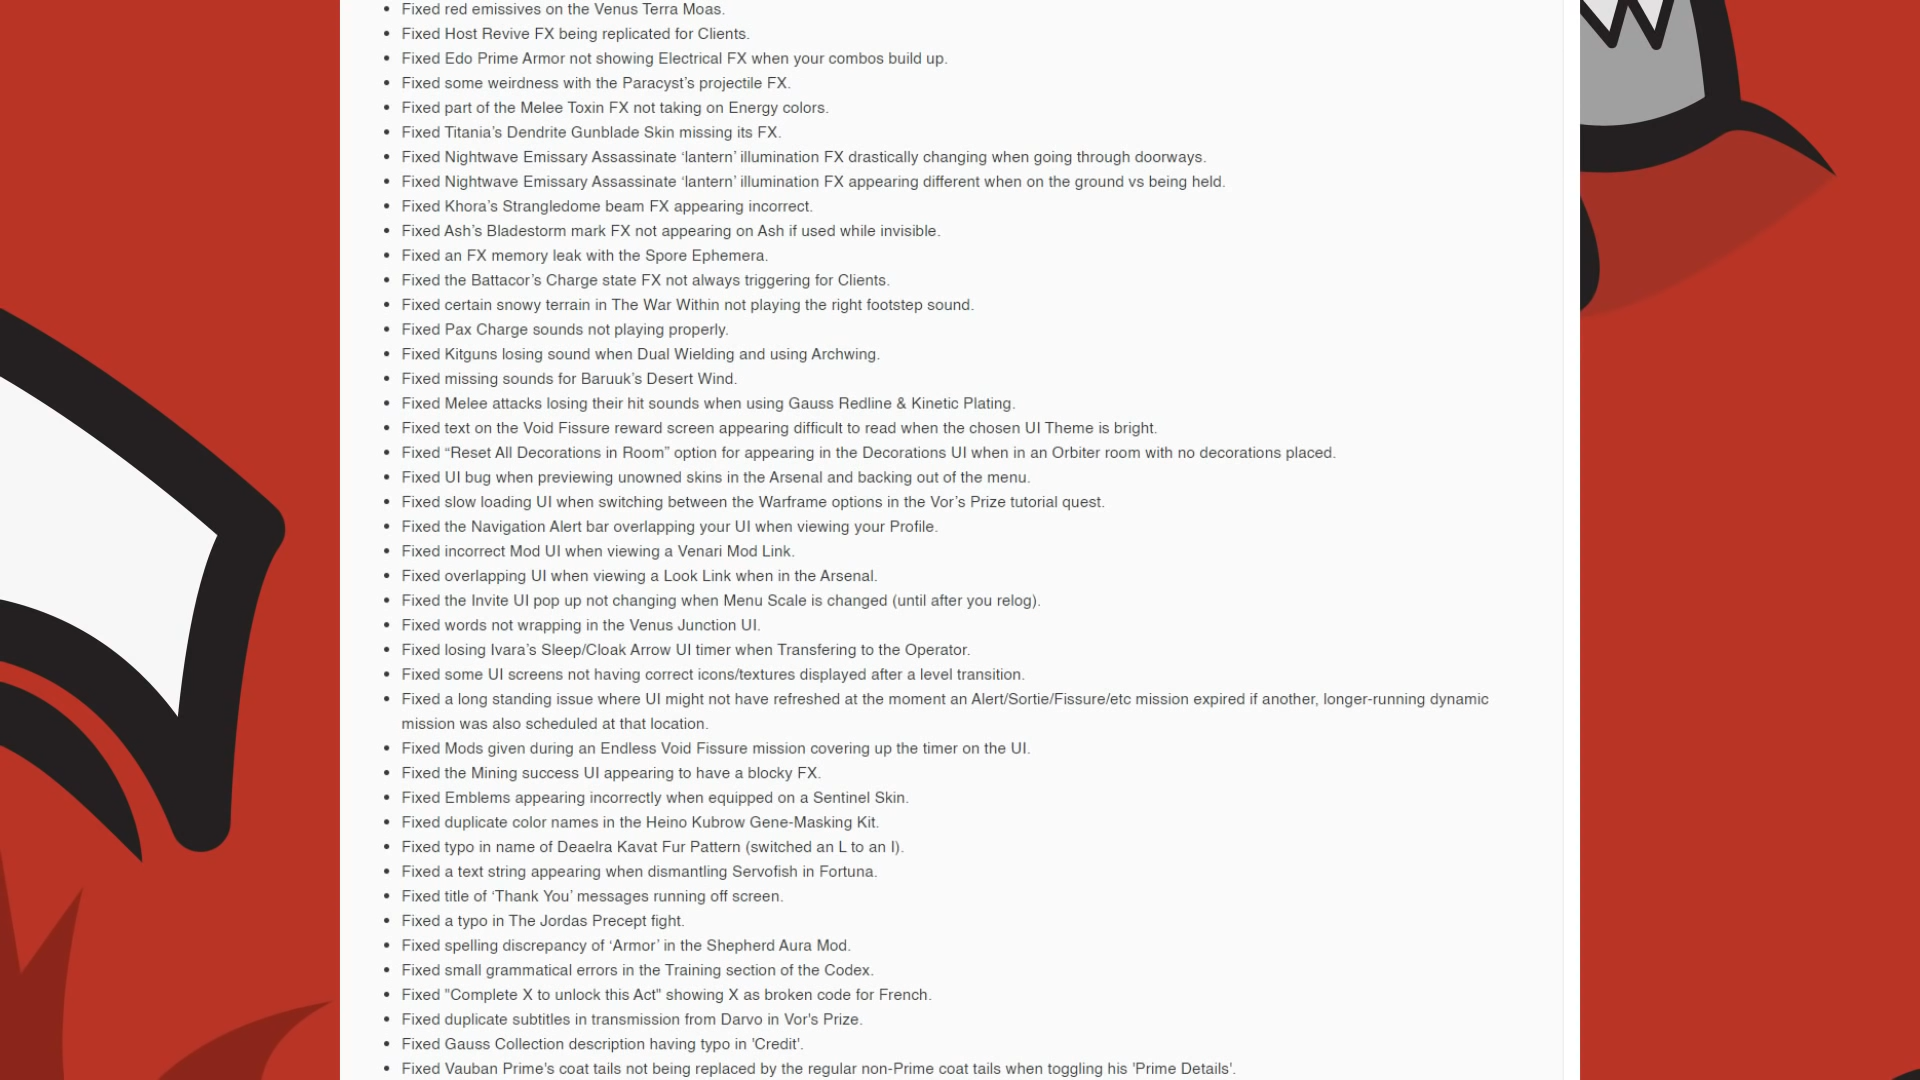 Fixed red emissives on the Venus Terra Moas.
Fixed Host Revive FX being replicated for Clients.
Fixed Edo Prime Armor not showing Electrical FX when your combos build up.
Fixed some weirdness with the Paracyst’s projectile FX.
Fixed part of the Melee Toxin FX not taking on Energy colors.
Fixed Titania’s Dendrite Gunblade Skin missing its FX.
Fixed Nightwave Emissary Assassinate ‘lantern’ illumination FX drastically changing when going through doorways.
Fixed Nightwave Emissary Assassinate ‘lantern’ illumination FX appearing different when on the ground vs being held.
Fixed Khora’s Strangledome beam FX appearing incorrect.
Fixed Ash’s Bladestorm mark FX not appearing on Ash if used while invisible.
Fixed an FX memory leak with the Spore Ephemera.
Fixed the Battacor’s Charge state FX not always triggering for Clients.
Fixed certain snowy terrain in The War Within not playing the right footstep sound.
Fixed Pax Charge sounds not playing properly.
Fixed Kitguns losing sound when Dual Wielding and using Archwing.
Fixed missing sounds for Baruuk’s Desert Wind.
Fixed Melee attacks losing their hit sounds when using Gauss Redline & Kinetic Plating.
Fixed text on the Void Fissure reward screen appearing difficult to read when the chosen UI Theme is bright.
Fixed “Reset All Decorations in Room” option for appearing in the Decorations UI when in an Orbiter room with no decorations placed.
Fixed UI bug when previewing unowned skins in the Arsenal and backing out of the menu.
Fixed slow loading UI when switching between the Warframe options in the Vor’s Prize tutorial quest.
Fixed the Navigation Alert bar overlapping your UI when viewing your Profile.
Fixed incorrect Mod UI when viewing a Venari Mod Link.
Fixed overlapping UI when viewing a Look Link when in the Arsenal.
Fixed the Invite UI pop up not changing when Menu Scale is changed (until after you relog).
Fixed words not wrapping in the Venus Junction UI.
Fixed losing Ivara’s Sleep/Cloak Arrow UI timer when Transfering to the Operator.
Fixed some UI screens not having correct icons/textures displayed after a level transition.
Fixed a long standing issue where UI might not have refreshed at the moment an Alert/Sortie/Fissure/etc mission expired if another, longer-running dynamic
mission was also scheduled at that location.
Fixed Mods given during an Endless Void Fissure mission covering up the timer on the UI.
Fixed the Mining success UI appearing to have a blocky FX.
Fixed Emblems appearing incorrectly when equipped on a Sentinel Skin.
Fixed duplicate color names in the Heino Kubrow Gene-Masking Kit.
Fixed typo in name of Deaelra Kavat Fur Pattern (switched an L to an I).
Fixed a text string appearing when dismantling Servofish in Fortuna.
Fixed title of ‘Thank You’ messages running off screen.
Fixed a typo in The Jordas Precept fight.
Fixed spelling discrepancy of ‘Armor’ in the Shepherd Aura Mod.
Fixed small grammatical errors in the Training section of the Codex.
Fixed "Complete X to unlock this Act" showing X as broken code for French.
Fixed duplicate subtitles in transmission from Darvo in Vor's Prize.
Fixed Gauss Collection description having typo in 'Credit'.
Fixed Vauban Prime's coat tails not being replaced by the regular non-Prime coat tails when toggling his 'Prime Details'.